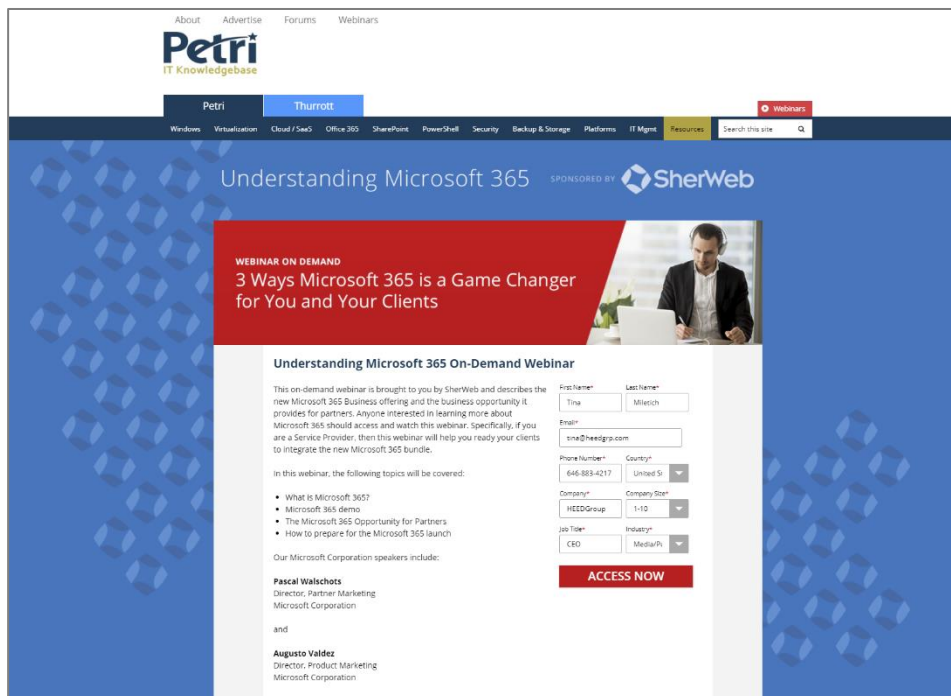 About Advertise Forums Webinars
Petri
IT Knowledgebase
Petri Thurrott
Webinars
Windows Virtualization Cloud / SaaS Office 365 SharePoint PowerShell Security Backup & Storage Platforms IT Mgmt Resources Search this site
Understanding Microsoft 365 SPONSORED BY SherWeb
WEBINAR ON DEMAND
3 Ways Microsoft 365 is a Game Changer
for You and Your Clients
Understanding Microsoft 365 On-Demand Webinar
This on-demand webinar is brought to you by SherWeb and describes the
new Microsoft 365 Business offering and the business opportunity it
provides for partners. Anyone interested in learning more about
Microsoft 365 should access and watch this webinar. Specifically, if you
are a Service Provider, then this webinar will help you ready your clients
to integrate the new Microsoft 365 bundle.
In this webinar, the following topics will be covered:
• What is Microsoft 365?
• Microsoft 365 demo
• The Microsoft 365 Opportunity for Partners
• How to prepare for the Microsoft 365 launch
Our Microsoft Corporation speakers include:
Pascal Walschots
Director, Partner Marketing
Microsoft Corporation
and
Augusto Valdez
Director, Product Marketing
Microsoft Corporation
First Name* Last Name*
Tina Miletich
Email*
tina@heedgrp.com
Phone Number* Country*
646-883-4217 United St
Company* Company Size*
HEEDGroup 1-10
Job Title* Industry*
CEO Media/Pu
ACCESS NOW